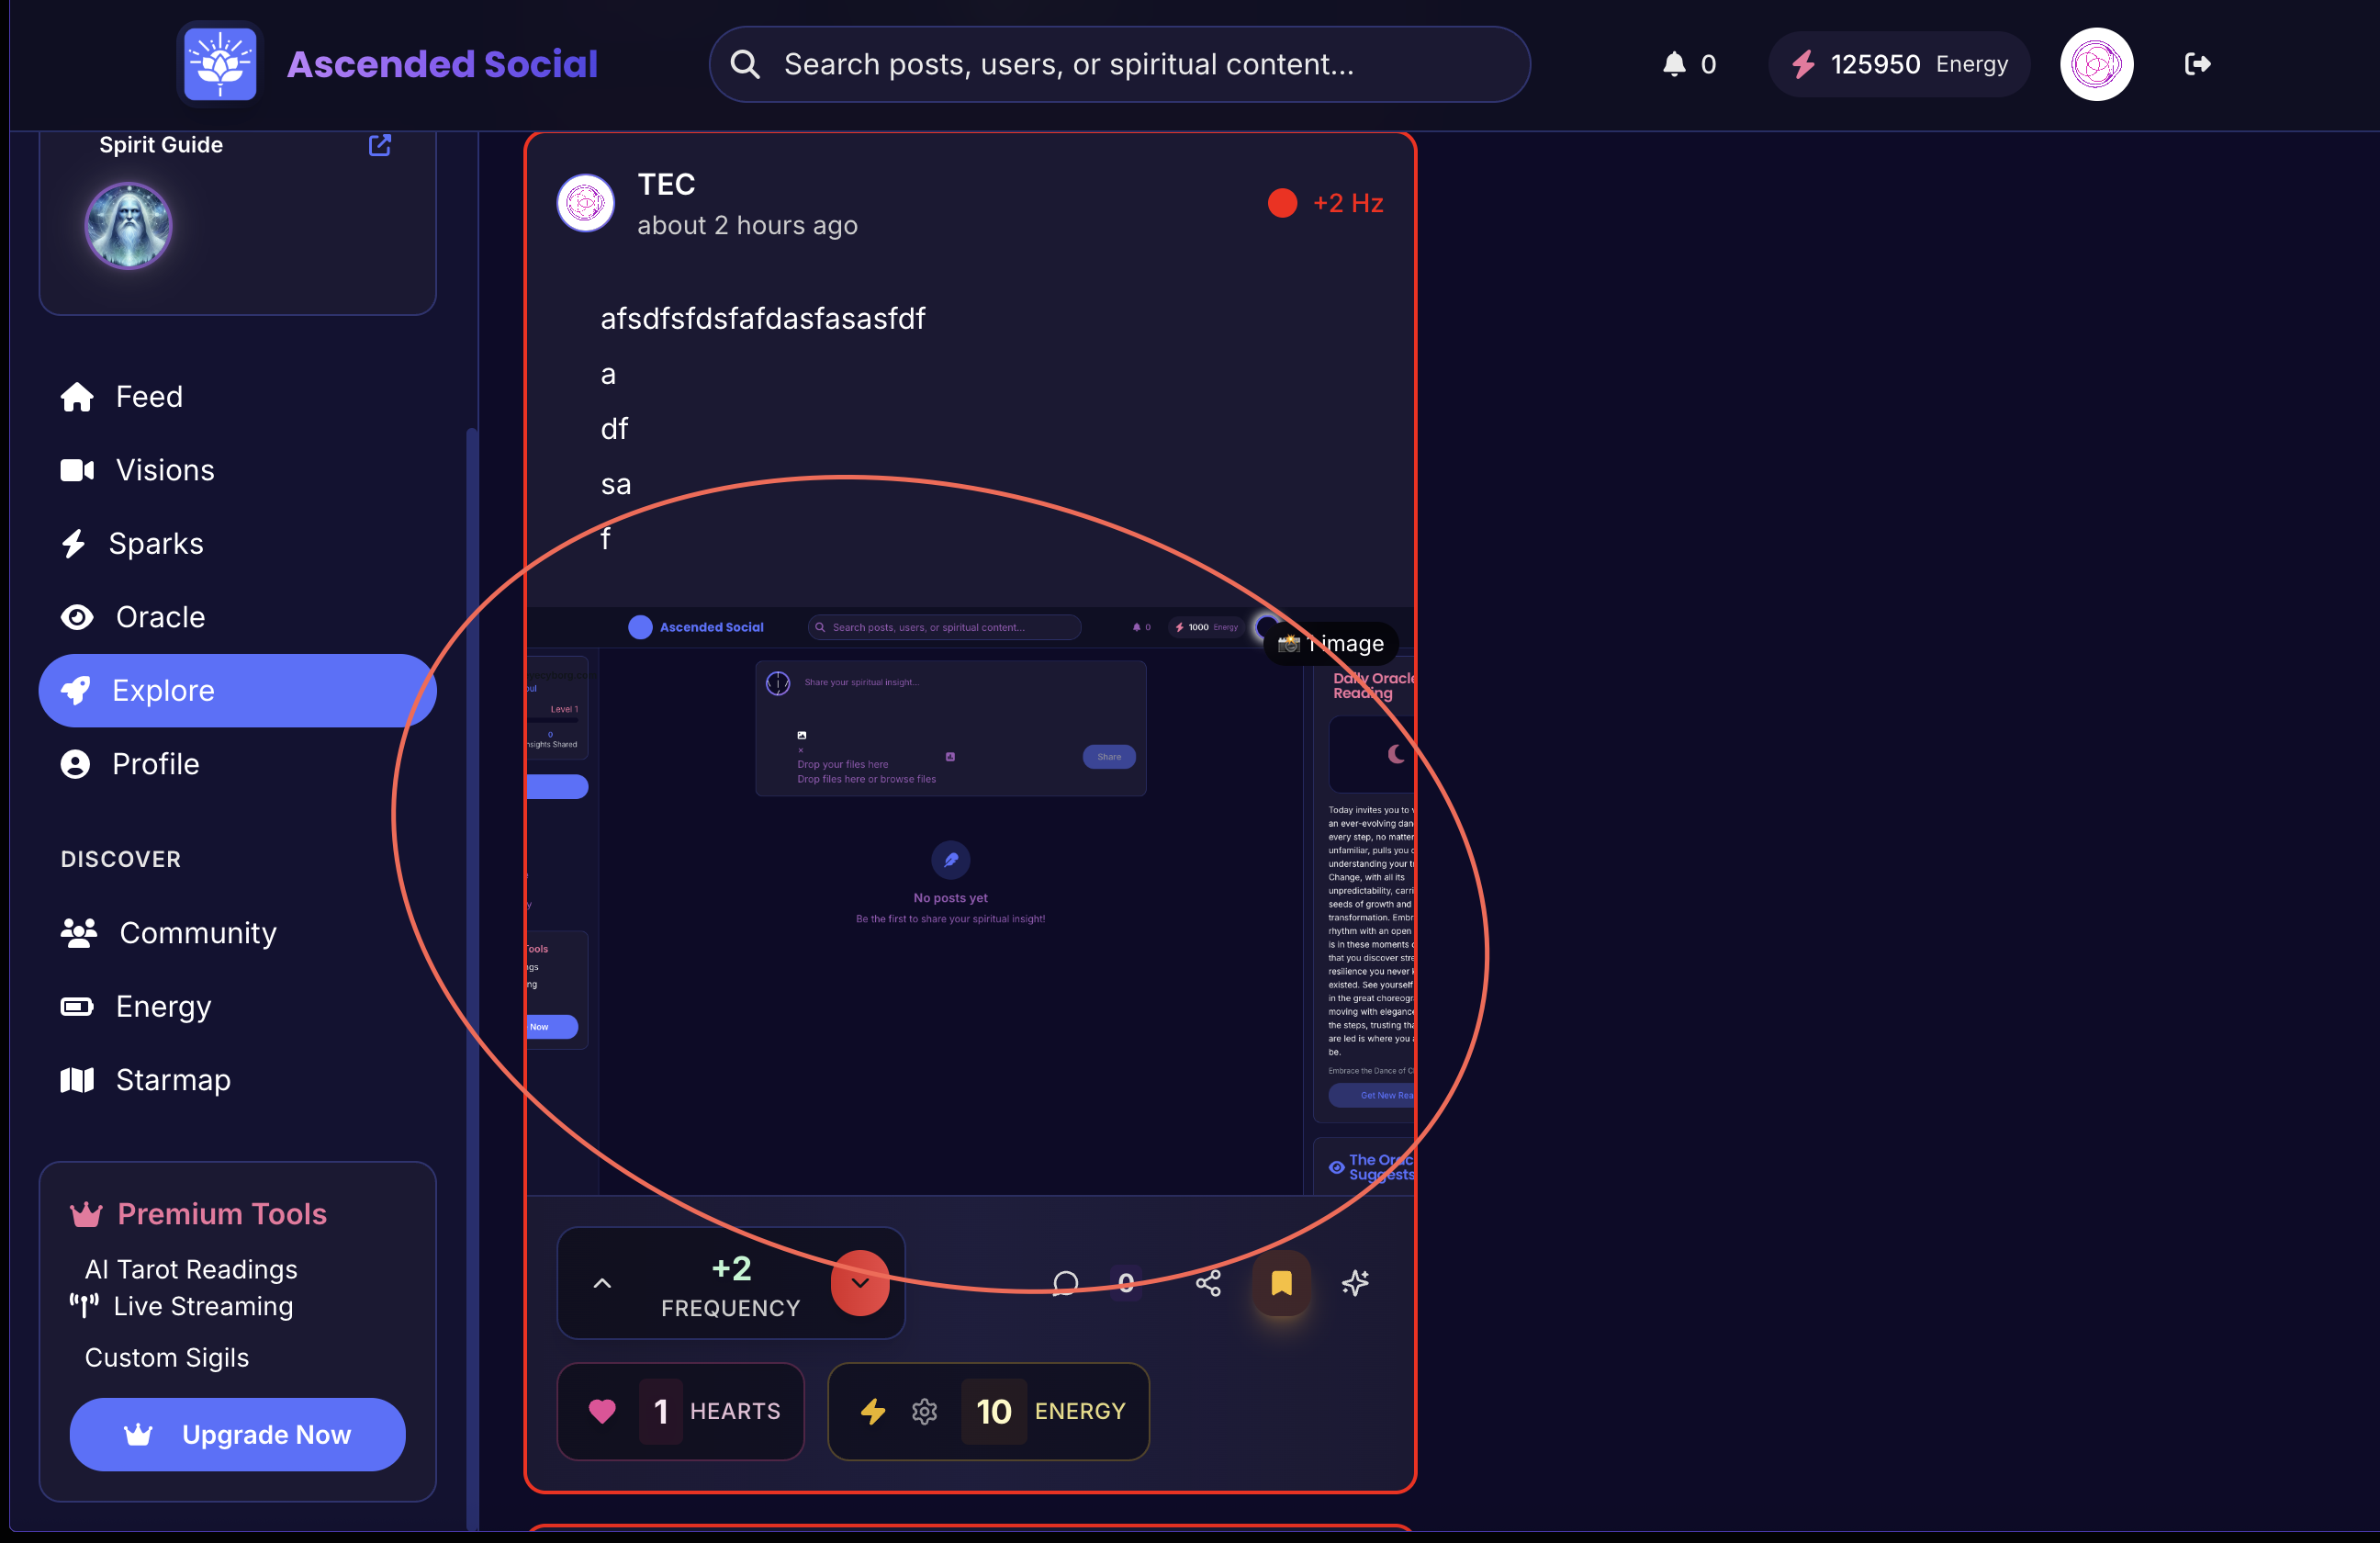 Ascended Social
Search posts, users, or spiritual content...
0
125950 Energy
Spirit Guide
Feed
Visions
Sparks
Oracle
Explore
Profile
DISCOVER
Community
Energy
Starmap
Premium Tools
AI Tarot Readings
Live Streaming
Custom Sigils
Upgrade Now
TEC
about 2 hours ago
+2 Hz
afsdfsfdsfafdasfasasfdf
a
df
sa
f
Ascended Social
Search posts, users, or spiritual content...
0
1000 Energy
1 image
Level 1
0
nsights Shared
Tools
Now
Share your spiritual insight...
×
Drop your files here
Drop files here or browse files
Share
No posts yet
Be the first to share your spiritual insight!
Daily Oracle
Reading
Today invites you to
an ever-evolving dan
every step, no matter
unfamiliar, pulls you
understanding your
Change, with all its
unpredictability, carri
seeds of growth and
transformation. Embr
rhythm with an open
is in these moments
that you discover stre
resilience you never
existed. See yourself
in the great choreogr
moving with elegance
the steps, trusting tha
are led is where you
be.
Embrace the Dance of
Get New Rea
The Orac
Suggests
+2
FREQUENCY
0
1 HEARTS
10 ENERGY